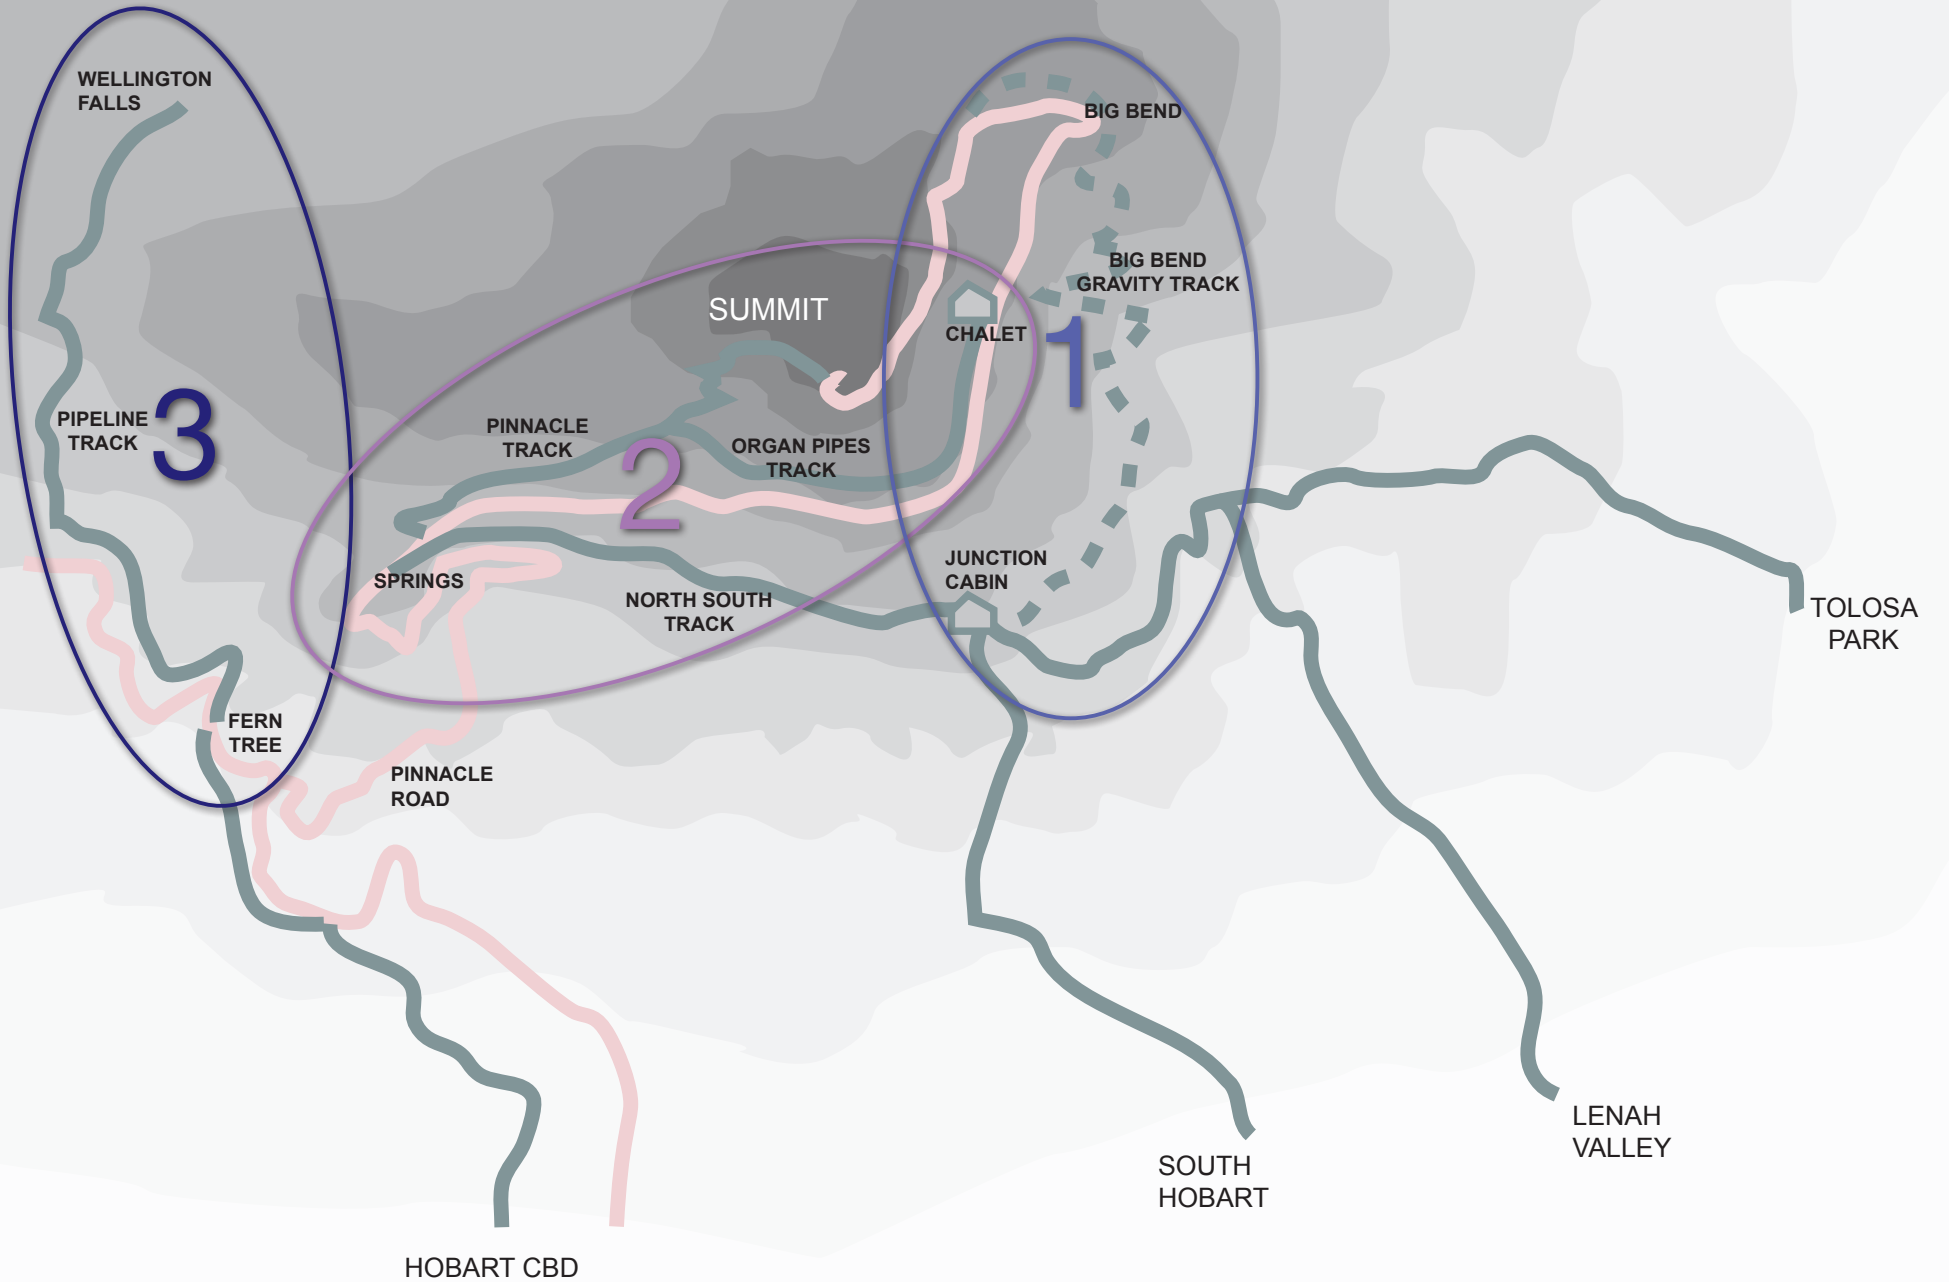 WELLINGTON
FALLS
BIG BEND
BIG BEND
GRAVITY TRACK
SUMMIT
CHALET
1
PIPELINE
TRACK
3
PINNACLE
TRACK
2
ORGAN PIPES
TRACK
SPRINGS
NORTH SOUTH
TRACK
JUNCTION
CABIN
TOLOSA
PARK
FERN
TREE
PINNACLE
ROAD
LENAH
VALLEY
SOUTH
HOBART
HOBART CBD